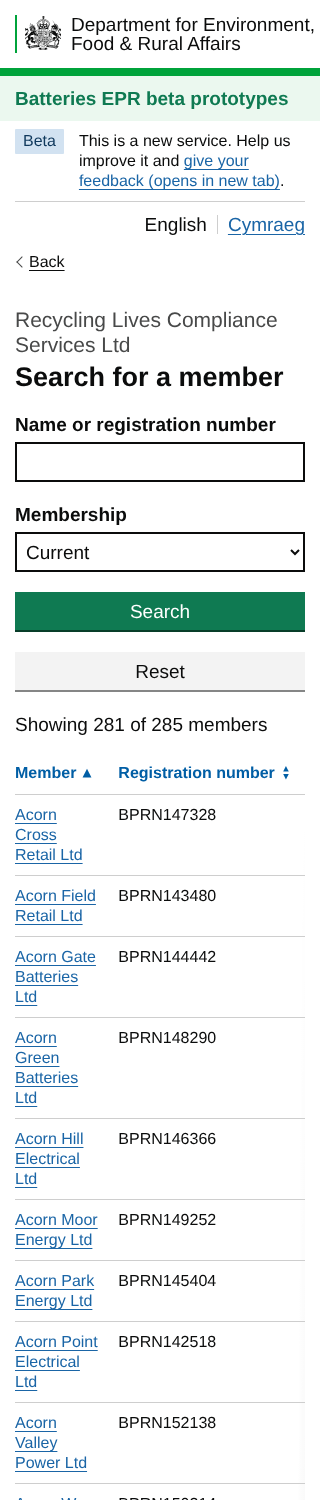 Department for Environment,
Food & Rural Affairs
Batteries EPR beta prototypes
Beta
This is a new service. Help us
improve it and give your
feedback (opens in new tab).
English
Cymraeg
Back
Recycling Lives Compliance
Services Ltd
Search for a member
Name or registration number
Membership
Current
Search
Reset
Showing 281 of 285 members
Member ▲ Registration number
Acorn BPRN147328
Cross
Retail Ltd
Acorn Field BPRN143480
Retail Ltd
Acorn Gate BPRN144442
Batteries
Ltd
Acorn BPRN148290
Green
Batteries
Ltd
Acorn Hill BPRN146366
Electrical
Ltd
Acorn Moor BPRN149252
Energy Ltd
Acorn Park BPRN145404
Energy Ltd
Acorn Point BPRN142518
Electrical
Ltd
Acorn BPRN152138
Valley
Power Ltd